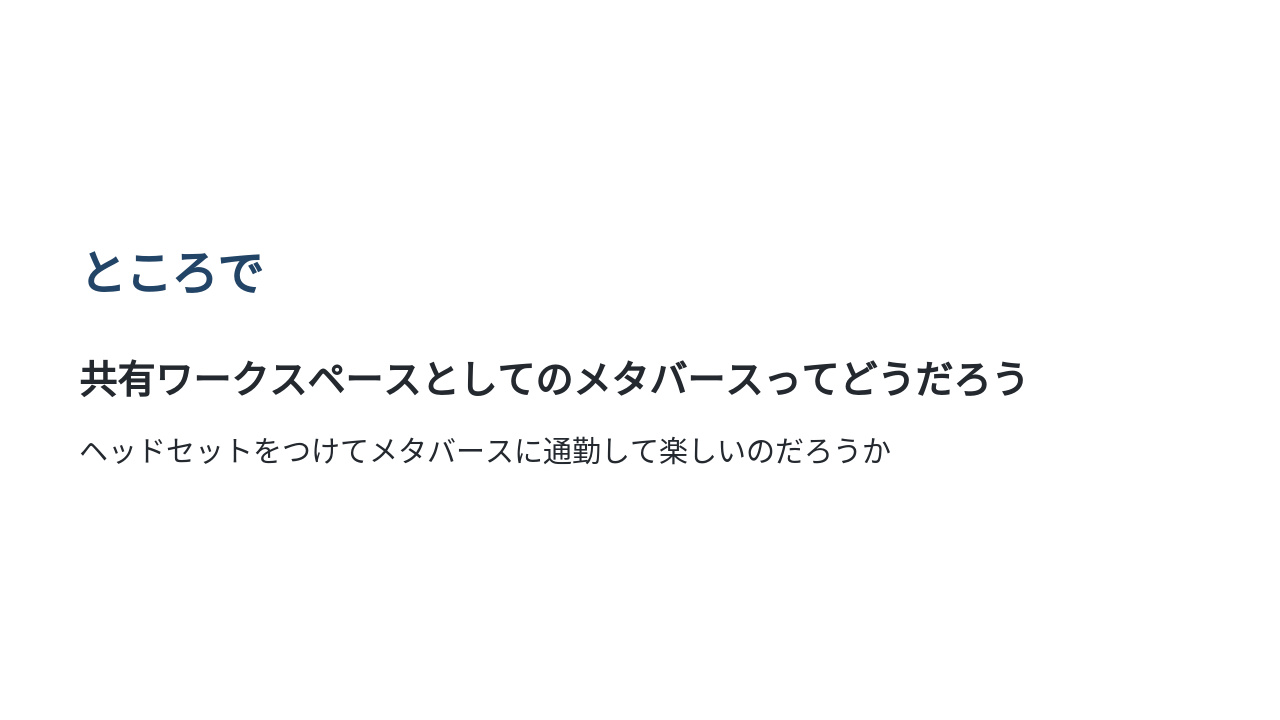 ところで
共有ワークスペースとしてのメタバースってどうだろう
ヘッドセットをつけてメタバースに通勤して楽しいのだろうか